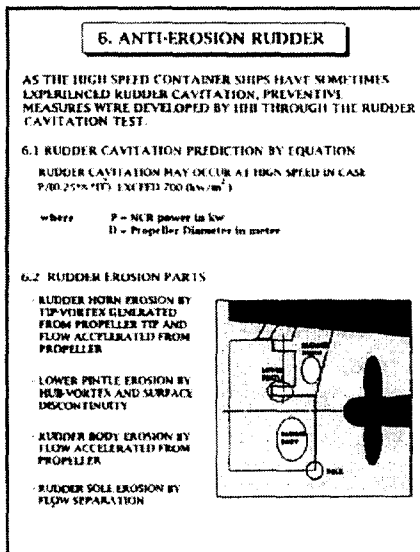 6. ANTI-EROSION RUDDER
AS THE HIGH SPEED CONTAINER SHIPS HAVE SOMETIMES
EXPERIENCED RUDDER CAVITATION, PREVENTIVE
MEASURES WERE DEVELOPED BY HHI THROUGH THE RUDDER
CAVITATION TEST.
6.1 RUDDER CAVITATION PREDICTION BY EQUATION
RUDDER CAVITATION MAY OCCUR AT HIGH SPEED IN CASE
EXCEED 700 (kw/m²)
where P = NCR power in kw
D = Propeller Diameter in meter
6.2 RUDDER EROSION PARTS
- RUDDER HORN EROSION BY
TIP-VORTEX GENERATED
FROM PROPELLER TIP AND
FLOW ACCELERATED FROM
PROPELLER
- LOWER PINTLE EROSION BY
HUB-VORTEX AND SURFACE
DISCONTINUITY
- RUDDER BODY EROSION BY
FLOW ACCELERATED FROM
PROPELLER
- RUDDER SOLE EROSION BY
FLOW SEPARATION
SOLE